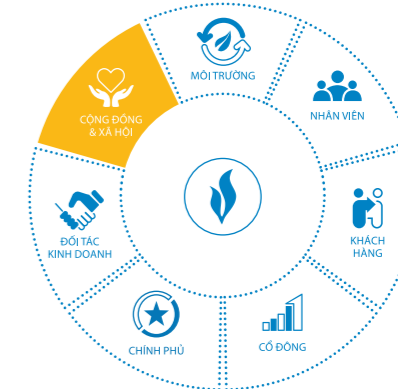 MÔI TRƯỜNG
NHÂN VIÊN
KHÁCH
HÀNG
CỔ ĐÔNG
CHÍNH PHỦ
ĐỐI TÁC
KINH DOANH
CỘNG ĐỒNG
& XÃ HỘI